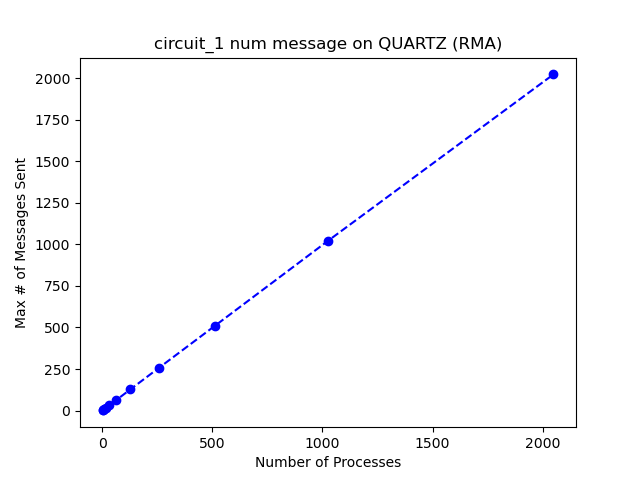 circuit_1 num message on QUARTZ (RMA)
2000
1750
1500
1250
1000
750
500
250
0
Max # of Messages Sent
0 500 1000 1500 2000
Number of Processes